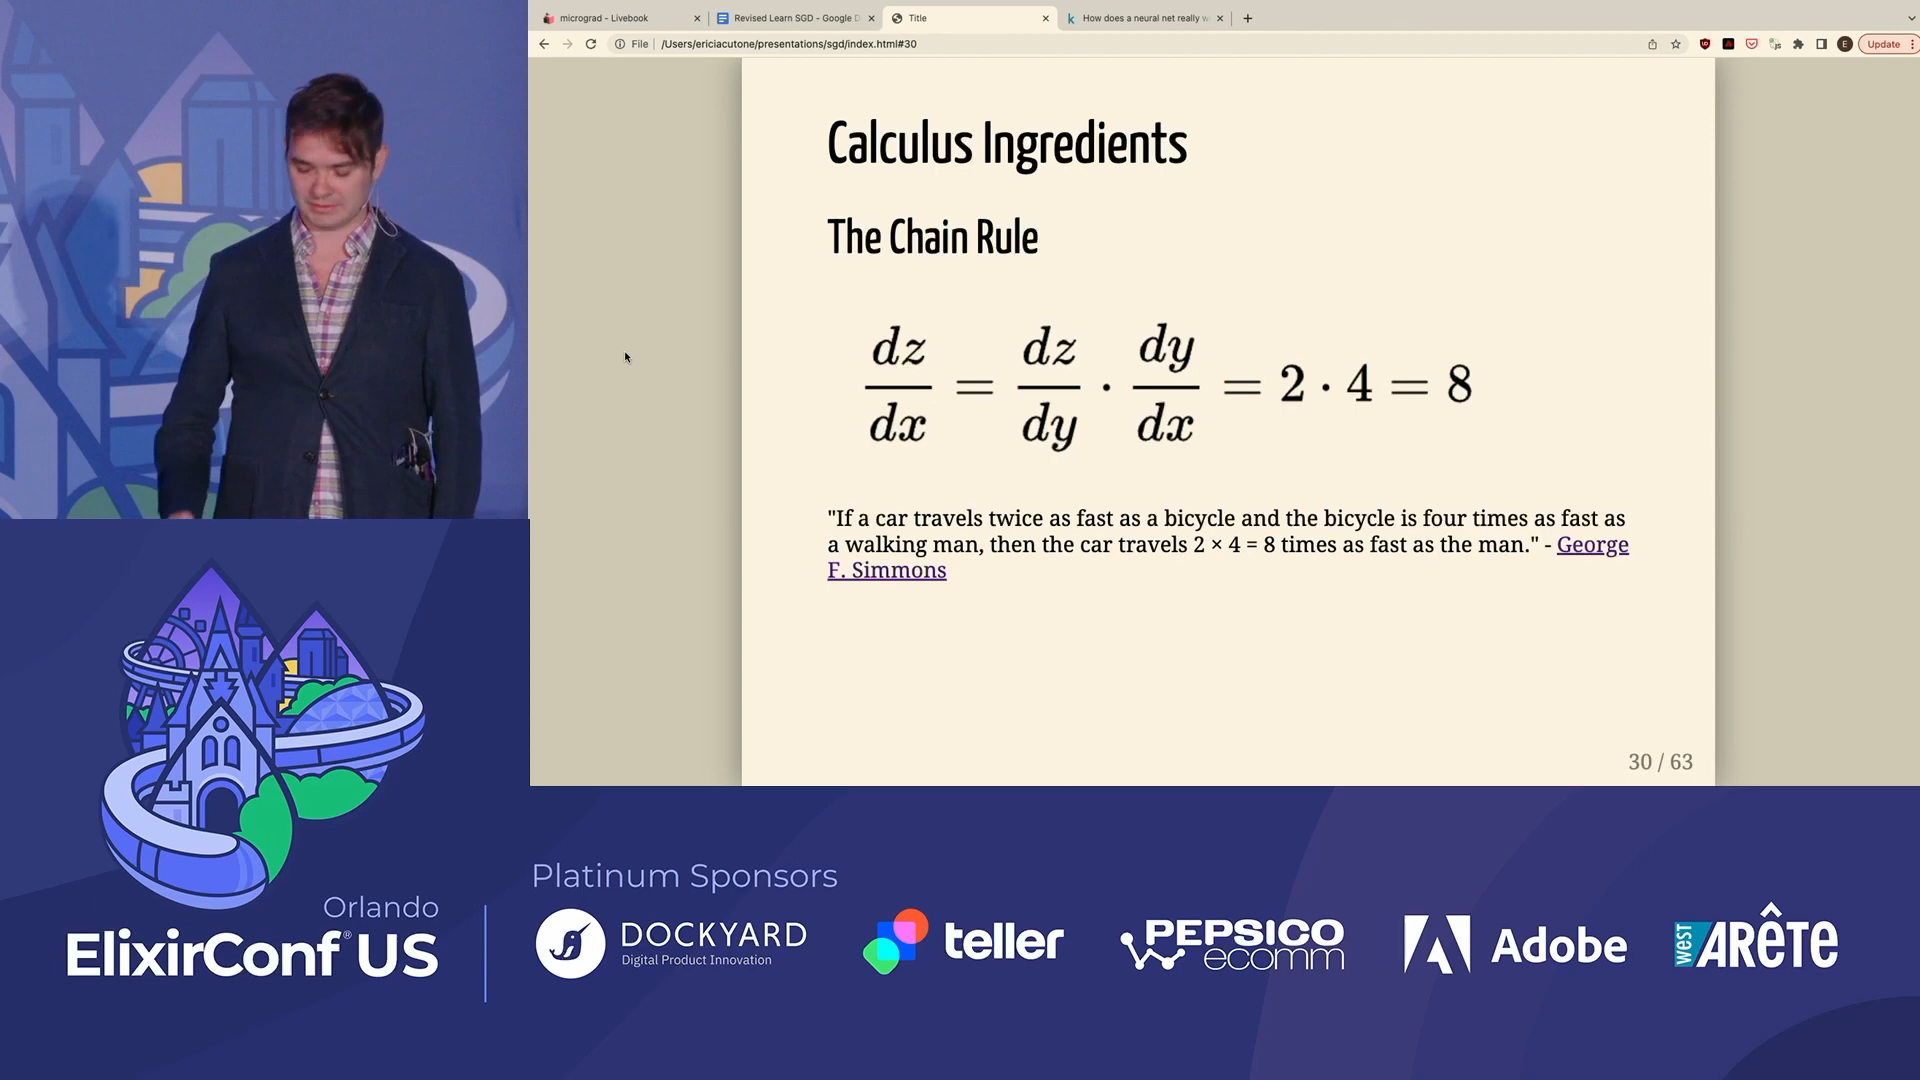 micrograd - Livebook
Revised Learn SGD - Google D
Title
How does a neural net really w
File
/Users/ericiacutone/presentations/sgd/index.html#30
E
Update
Calculus Ingredients
The Chain Rule
dz/dx = dz/dy · dy/dx = 2 · 4 = 8
"If a car travels twice as fast as a bicycle and the bicycle is four times as fast as
a walking man, then the car travels 2 × 4 = 8 times as fast as the man." - George
F. Simmons
30 / 63
Orlando
ElixirConf® US
Platinum Sponsors
DOCKYARD
Digital Product Innovation
teller
PEPSICO
ecomm
Adobe
west
ARÊTE